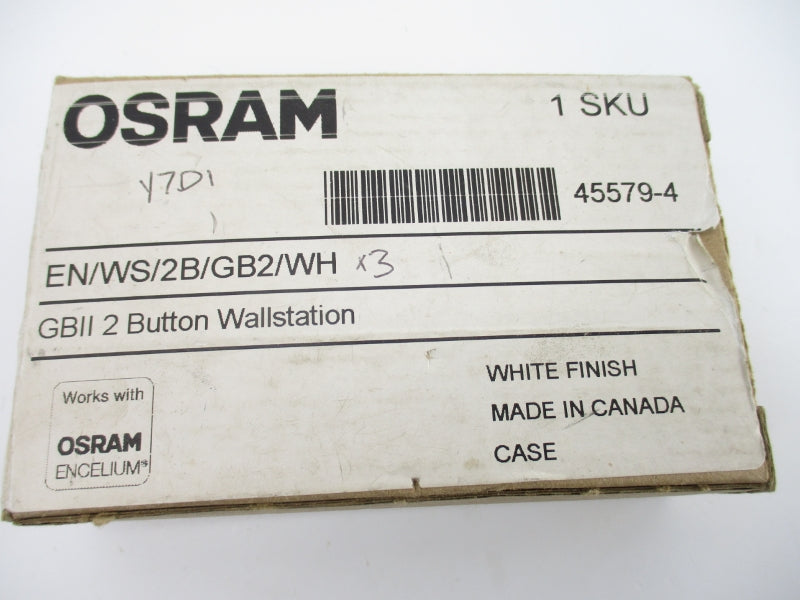 OSRAM
1 SKU
Y7D1
45579-4
EN/WS/2B/GB2/WH x3
GBII 2 Button Wallstation
Works with
OSRAM
ENCELIUM
WHITE FINISH
MADE IN CANADA
CASE